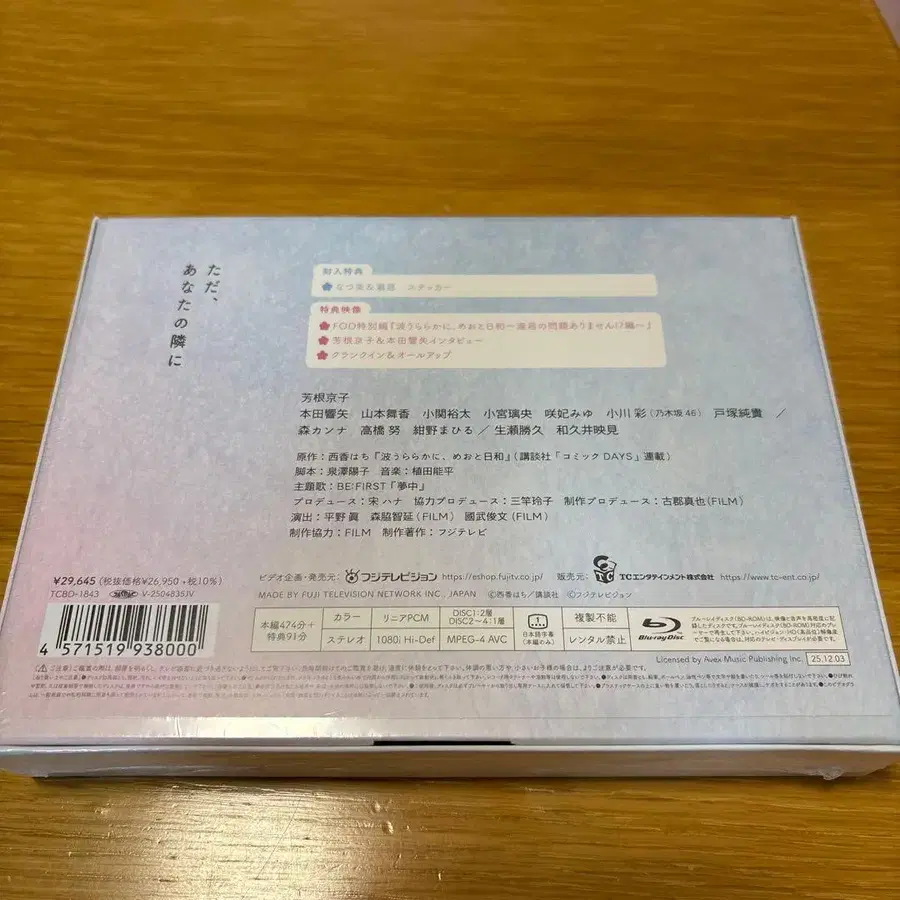 ただ、
あなたの隣に
封入特典
なつ美&瀧昌 ステッカー
特典映像
FOD特別編『波うららかに、めおと日和〜瀧昌の問題ありません!?編〜』
芳根京子&本田響矢インタビュー
クランクイン&オールアップ
芳根京子
本田響矢 山本舞香 小関裕太 小宮璃央 咲妃みゆ 小川 彩(乃木坂46) 戸塚純貴 /
森カンナ 高橋 努 紺野まひる / 生瀬勝久 和久井映見
原作:西香はち『波うららかに、めおと日和』(講談社「コミックDAYS」連載)
脚本:泉澤陽子 音楽:植田能平
主題歌:BE:FIRST「夢中」
プロデュース:宋 ハナ 協力プロデュース:三竿玲子 制作プロデュース:古郡真也(FILM)
演出:平野 眞 森脇智延(FILM) 國武俊文(FILM)
制作協力:FILM 制作著作:フジテレビ
¥29,645(税抜価格¥26,950+税10%)
TCBD-1843 V-2504835JV
4 571519 938000
ビデオ企画・発売元: フジテレビジョン https://eshop.fujitv.co.jp/ 販売元: TC TCエンタテインメント株式会社 https://www.tc-ent.co.jp/
MADE BY FUJI TELEVISION NETWORK INC., JAPAN ©西香はち/講談社 ©フジテレビジョン
本編474分+
特典91分
カラー リニアPCM DISC1:2層
DISC2〜4:1層
ステレオ 1080i Hi-Def MPEG-4 AVC
1
日本語字幕
(本編のみ)
複製不能
レンタル禁止
Blu-ray Disc
Licensed by Avex Music Publishing Inc. 25.12.03